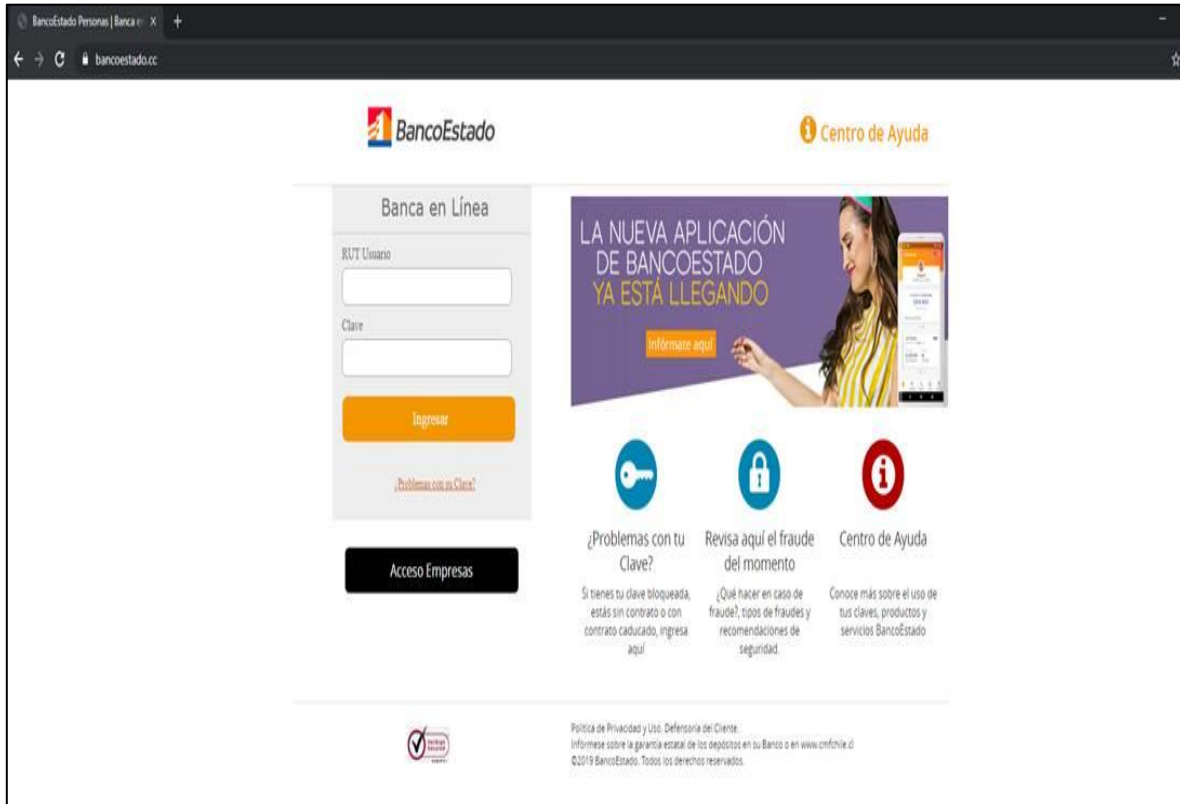 BancoEstado Personas | Banca en
bancoestado.cc
BancoEstado
Centro de Ayuda
Banca en Línea
RUT Usuario
Clave
Ingresar
¿Problemas con su Clave?
Acceso Empresas
LA NUEVA APLICACIÓN
DE BANCOESTADO
YA ESTÁ LLEGANDO
Infórmate aquí
¿Problemas con tu
Clave?
Si tienes tu clave bloqueada,
estás sin contrato o con
contrato caducado, ingresa
aquí
Revisa aquí el fraude
del momento
¿Qué hacer en caso de
fraude?, tipos de fraudes y
recomendaciones de
seguridad.
Centro de Ayuda
Conoce más sobre el uso de
tus claves, productos y
servicios BancoEstado
Política de Privacidad y Uso. Defensoría del Cliente.
Infórmese sobre la garantía estatal de los depósitos en su Banco o en www.cmfchile.cl
©2019 BancoEstado. Todos los derechos reservados.